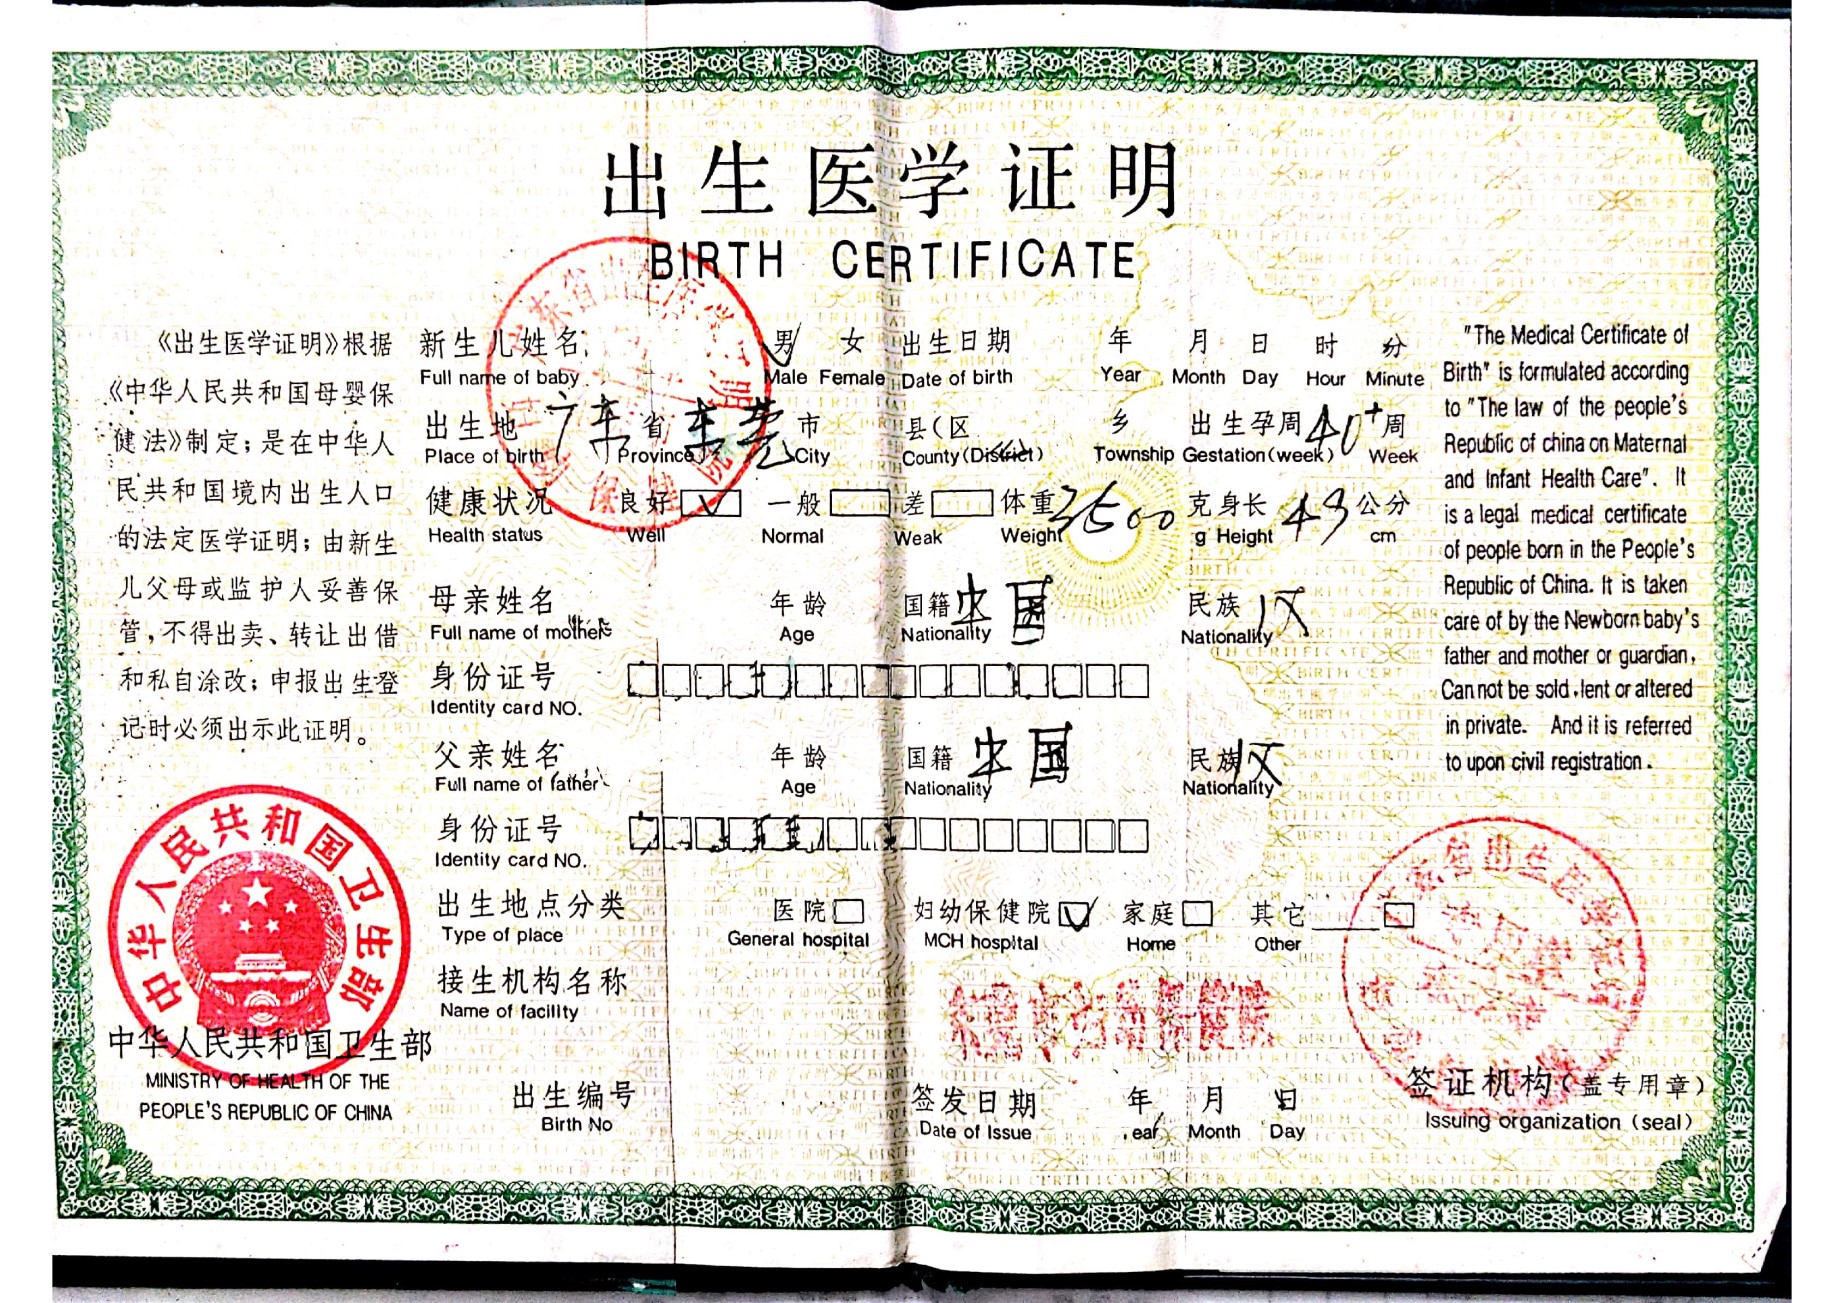 出生医学证明
BIRTH CERTIFICATE
《出生医学证明》根据
《中华人民共和国母婴保
健法》制定；是在中华人
民共和国境内出生人口
的法定医学证明；由新生
儿父母或监护人妥善保
管，不得出卖、转让出借
和私自涂改；申报出生登
记时必须出示此证明。
中华人民共和国卫生部
中华人民共和国卫生部
MINISTRY OF HEALTH OF THE
PEOPLE'S REPUBLIC OF CHINA
新生儿姓名 男 女 出生日期 年 月 日 时 分
Full name of baby Male Female Date of birth Year Month Day Hour Minute
出生地 广东 省 东莞 市 县(区 乡 出生孕周 40+ 周
Place of birth Province City County(District) Township Gestation(week) Week
健康状况 良好 一般 差 体重 3500 克 身长 49 公分
Health status Well Normal Weak Weight g Height cm
母亲姓名 年龄 国籍 中国 民族 汉
Full name of mother Age Nationality Nationality
身份证号
Identity card NO.
父亲姓名 年龄 国籍 中国 民族 汉
Full name of father Age Nationality Nationality
身份证号
Identity card NO.
出生地点分类 医院 妇幼保健院 家庭 其它
Type of place General hospital MCH hospital Home Other
接生机构名称
Name of facility
出生编号 签发日期 年 月 日
Birth No Date of Issue ear Month Day
"The Medical Certificate of
Birth" is formulated according
to "The law of the people's
Republic of china on Maternal
and Infant Health Care". It
is a legal medical certificate
of people born in the People's
Republic of China. It is taken
care of by the Newborn baby's
father and mother or guardian,
Can not be sold, lent or altered
in private. And it is referred
to upon civil registration.
签证机构(盖专用章)
Issuing organization (seal)